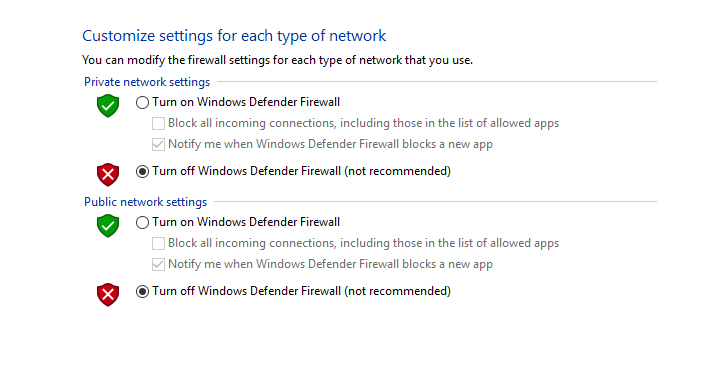 Customize settings for each type of network
You can modify the firewall settings for each type of network that you use.
Private network settings
Turn on Windows Defender Firewall
Block all incoming connections, including those in the list of allowed apps
Notify me when Windows Defender Firewall blocks a new app
Turn off Windows Defender Firewall (not recommended)
Public network settings
Turn on Windows Defender Firewall
Block all incoming connections, including those in the list of allowed apps
Notify me when Windows Defender Firewall blocks a new app
Turn off Windows Defender Firewall (not recommended)